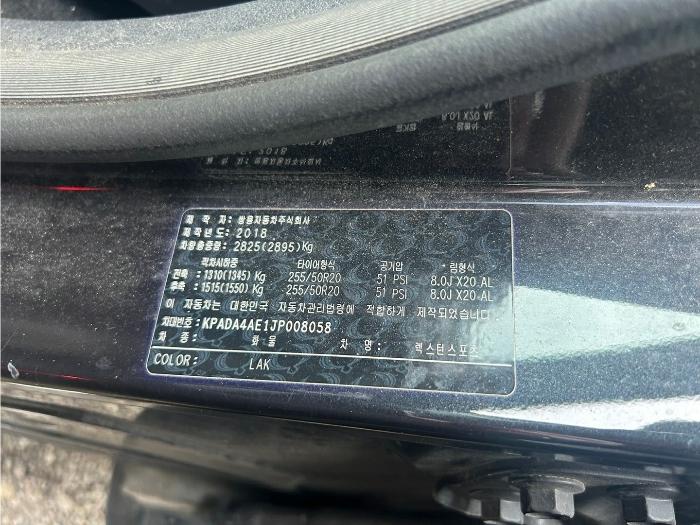 8.0J X20 AL
2018
제 작 자: 쌍용자동차주식회사
제작년도: 2018
차량총중량: 2825(2895)Kg
적차시하중 타이어형식 공기압 림형식
전축 : 1310(1345) Kg 255/50R20 51 PSI 8.0J X20 AL
후축 : 1515(1550) Kg 255/50R20 51 PSI 8.0J X20 AL
이 자동차는 대한민국 자동차관리법령에 적합하게 제작되었습니다
차대번호: KPADA4AE1JP008058
차 종: 화 물 차 명: 렉스턴스포츠
COLOR: LAK